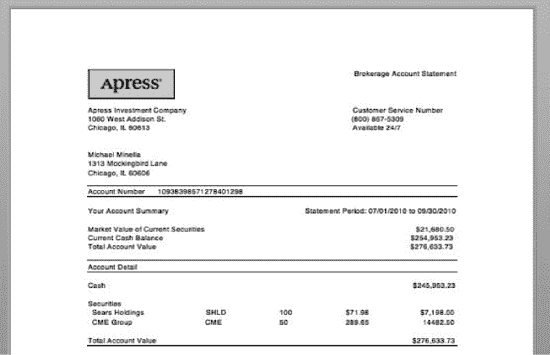 Apress®
Brokerage Account Statement
Apress Investment Company
1060 West Addison St.
Chicago, IL 60613
Customer Service Number
(800) 867-5309
Available 24/7
Michael Minella
1313 Mockingbird Lane
Chicago, IL 60606
Account Number 10938398571278401298
Your Account Summary Statement Period: 07/01/2010 to 09/30/2010
Market Value of Current Securities $21,680.50
Current Cash Balance $254,953.23
Total Account Value $276,633.73
Account Detail
Cash $245,953.23
Securities
Sears Holdings SHLD 100 $71.98 $7,198.00
CME Group CME 50 289.65 14482.50
Total Account Value $276,633.73